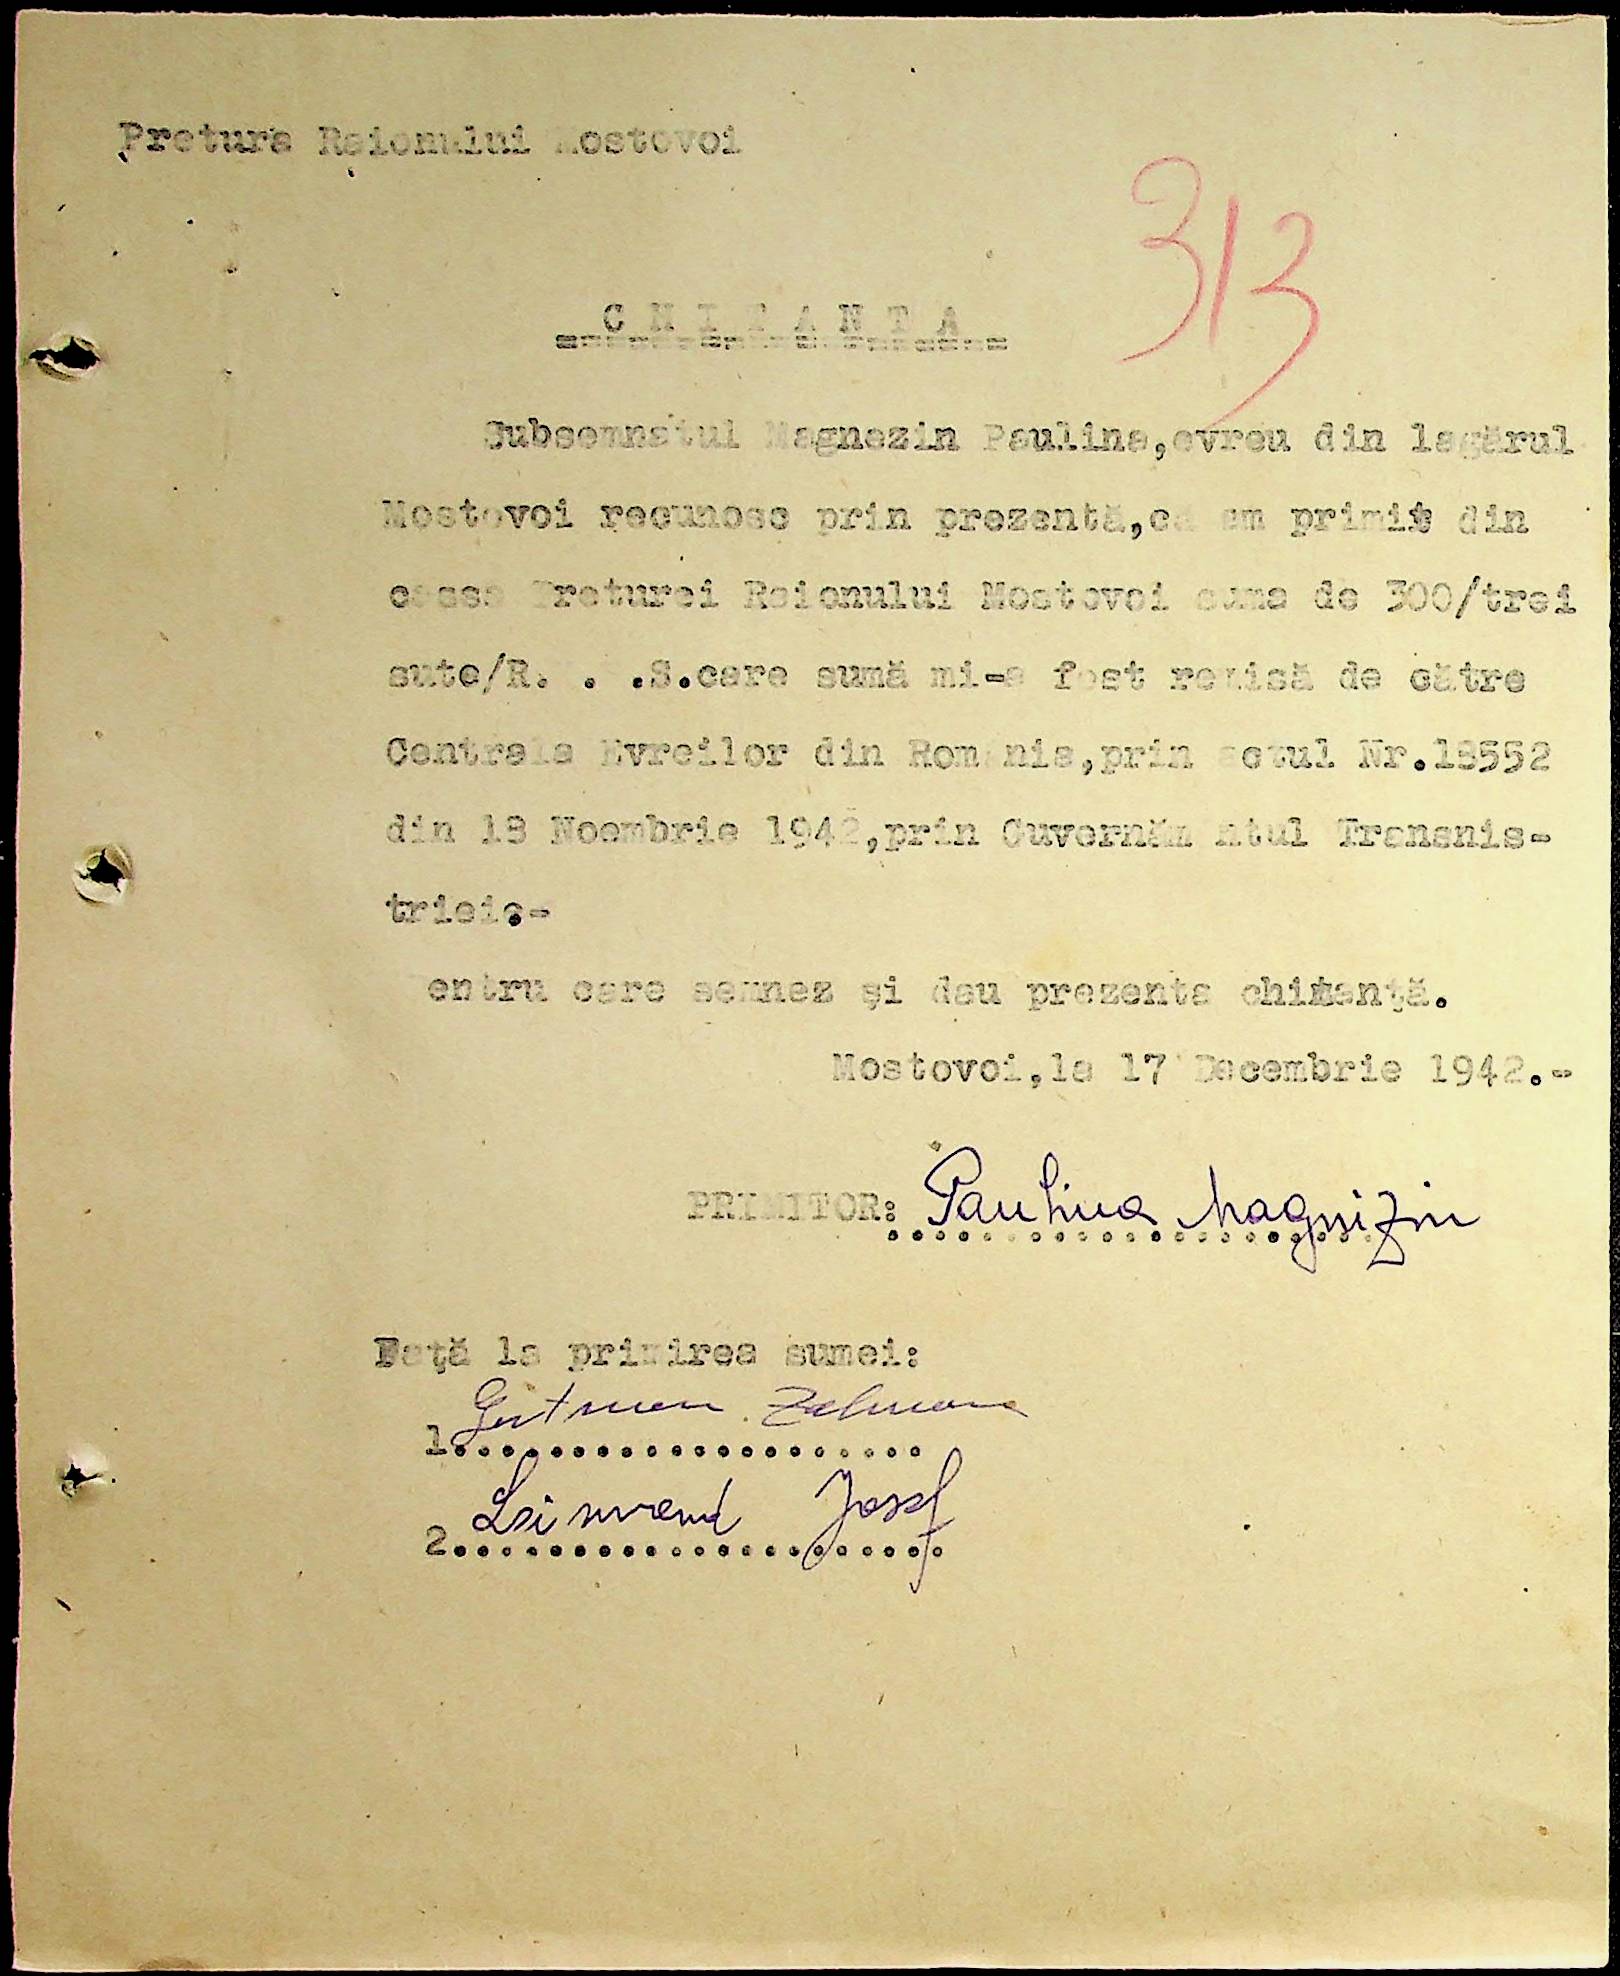 Pretura Raionului Mostovoi
313
C H I T A N T A
Subsemnatul Magnezin Paulina,evreu din lagărul
Mostovoi recunosc prin prezentă,că am primit din
cassa Preturei Raionului Mostovoi suma de 300/trei
sute/R. . .S.care sumă mi-a fost remisă de către
Centrala Evreilor din Romania,prin actul Nr.18552
din 18 Noembrie 1942,prin Guvernământul Transnis-
triei.-
entru care semnez şi dau prezenta chitanţă.
Mostovoi,la 17 Decembrie 1942.-
PRIMITOR: Paulina Magnizin
Faţă la primirea sumei:
1. Gutman Zalman
2. Josef